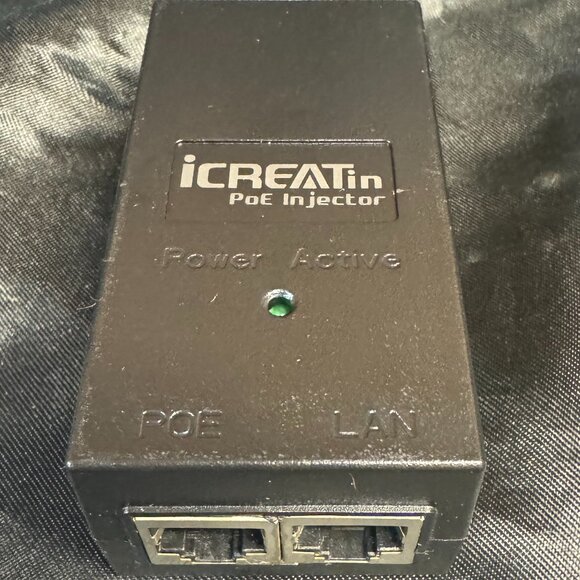 iCREATin
PoE Injector
Power Active
POE LAN